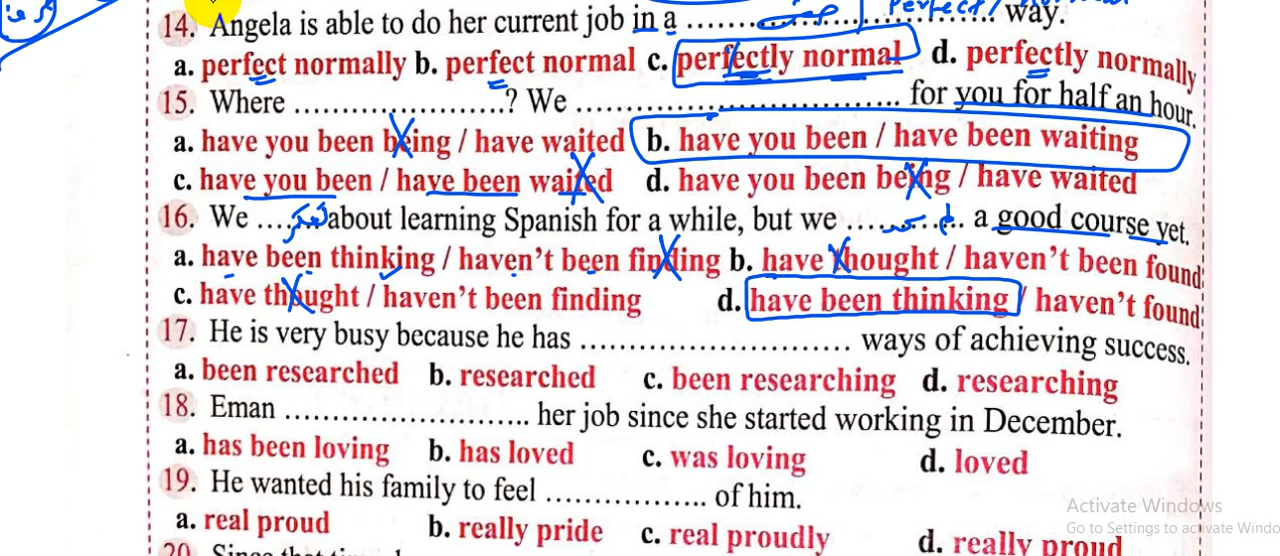 14. Angela is able to do her current job in a .................................. way.
a. perfect normally b. perfect normal c. perfectly normal d. perfectly normally
15. Where .........................? We ....................................... for you for half an hour.
a. have you been being / have waited b. have you been / have been waiting
c. have you been / have been waited d. have you been being / have waited
16. We ........ about learning Spanish for a while, but we ............ a good course yet.
a. have been thinking / haven't been finding b. have thought / haven't been found
c. have thought / haven't been finding d. have been thinking / haven't found
17. He is very busy because he has ............................. ways of achieving success.
a. been researched b. researched c. been researching d. researching
18. Eman .......................... her job since she started working in December.
a. has been loving b. has loved c. was loving d. loved
19. He wanted his family to feel ................. of him.
a. real proud b. really pride c. real proudly d. really proud
Activate Windows